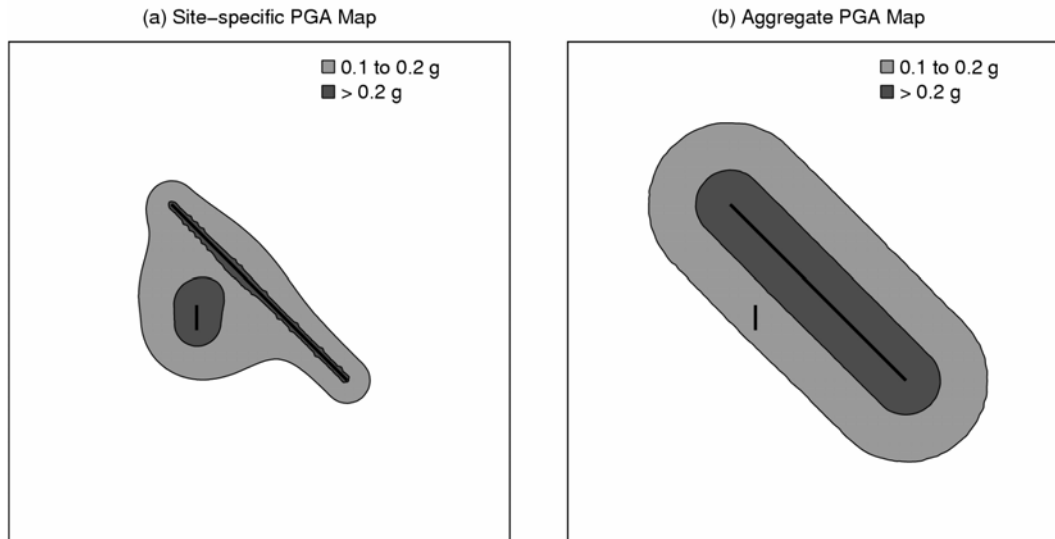 (a) Site−specific PGA Map
0.1 to 0.2 g
> 0.2 g
(b) Aggregate PGA Map
0.1 to 0.2 g
> 0.2 g